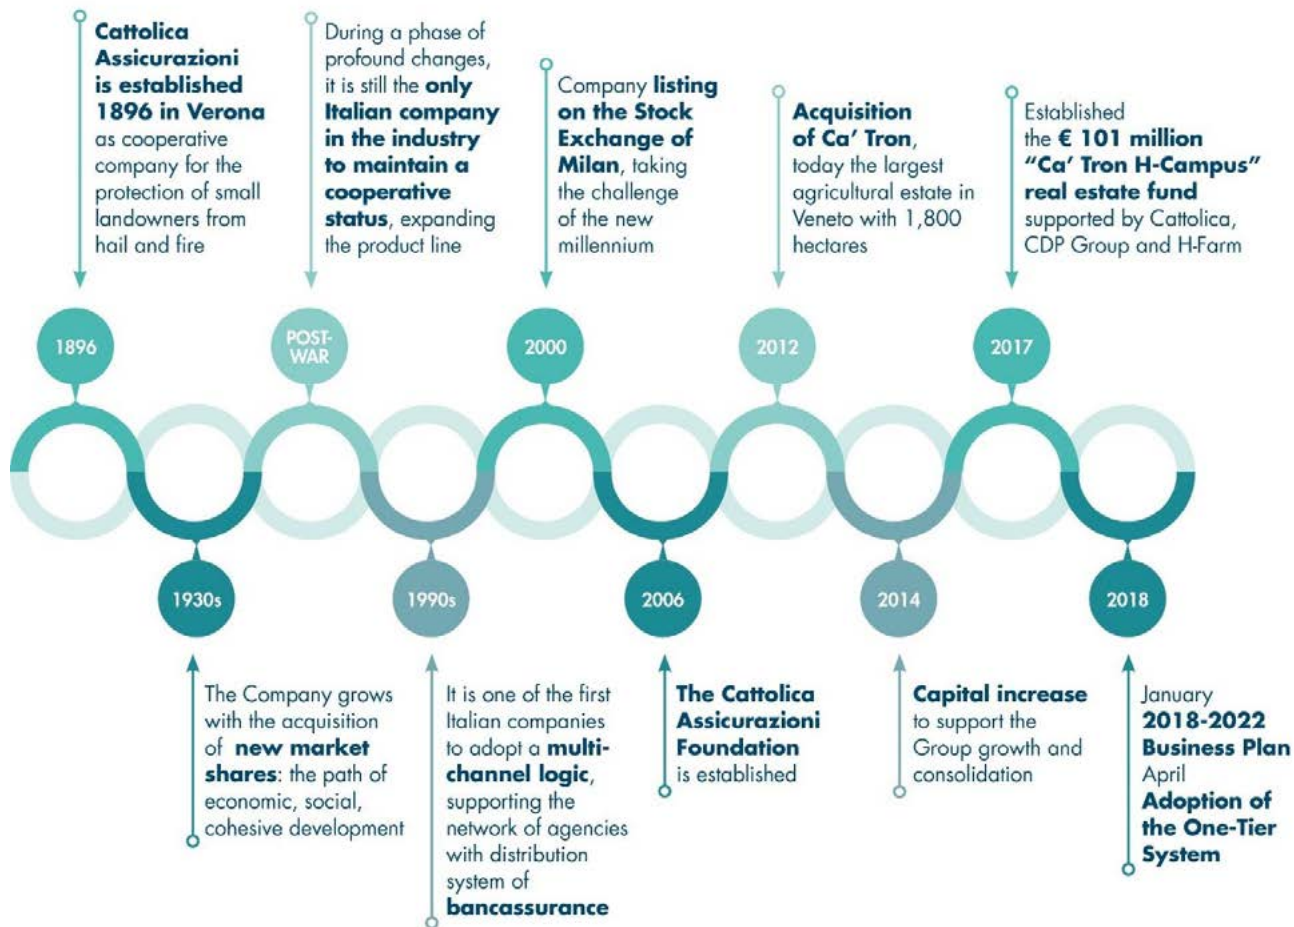 Cattolica
Assicurazioni
is established
1896 in Verona
as cooperative
company for the
protection of small
landowners from
hail and fire
During a phase of
profound changes,
it is still the only
Italian company
in the industry
to maintain a
cooperative
status, expanding
the product line
Company listing
on the Stock
Exchange of
Milan, taking
the challenge
of the new
millennium
Acquisition
of Ca' Tron,
today the largest
agricultural estate in
Veneto with 1,800
hectares
Established
the € 101 million
“Ca' Tron H-Campus”
real estate fund
supported by Cattolica,
CDP Group and H-Farm
1896
POST-
WAR
2000
2012
2017
1930s
1990s
2006
2014
2018
The Company grows
with the acquisition
of new market
shares: the path of
economic, social,
cohesive development
It is one of the first
Italian companies
to adopt a multi-
channel logic,
supporting the
network of agencies
with distribution
system of
bancassurance
The Cattolica
Assicurazioni
Foundation
is established
Capital increase
to support the
Group growth and
consolidation
January
2018-2022
Business Plan
April
Adoption of
the One-Tier
System